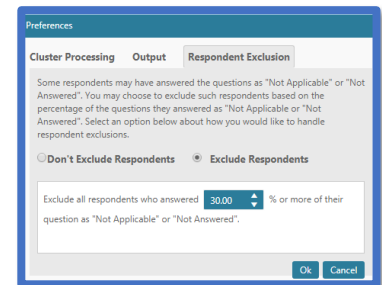 Preferences
Cluster Processing Output Respondent Exclusion
Some respondents may have answered the questions as "Not Applicable" or "Not
Answered". You may choose to exclude such respondents based on the
percentage of the questions they answered as "Not Applicable or "Not
Answered". Select an option below about how you would like to handle
respondent exclusions.
Don't Exclude Respondents Exclude Respondents
Exclude all respondents who answered 30.00 % or more of their
question as "Not Applicable" or "Not Answered".
Ok Cancel